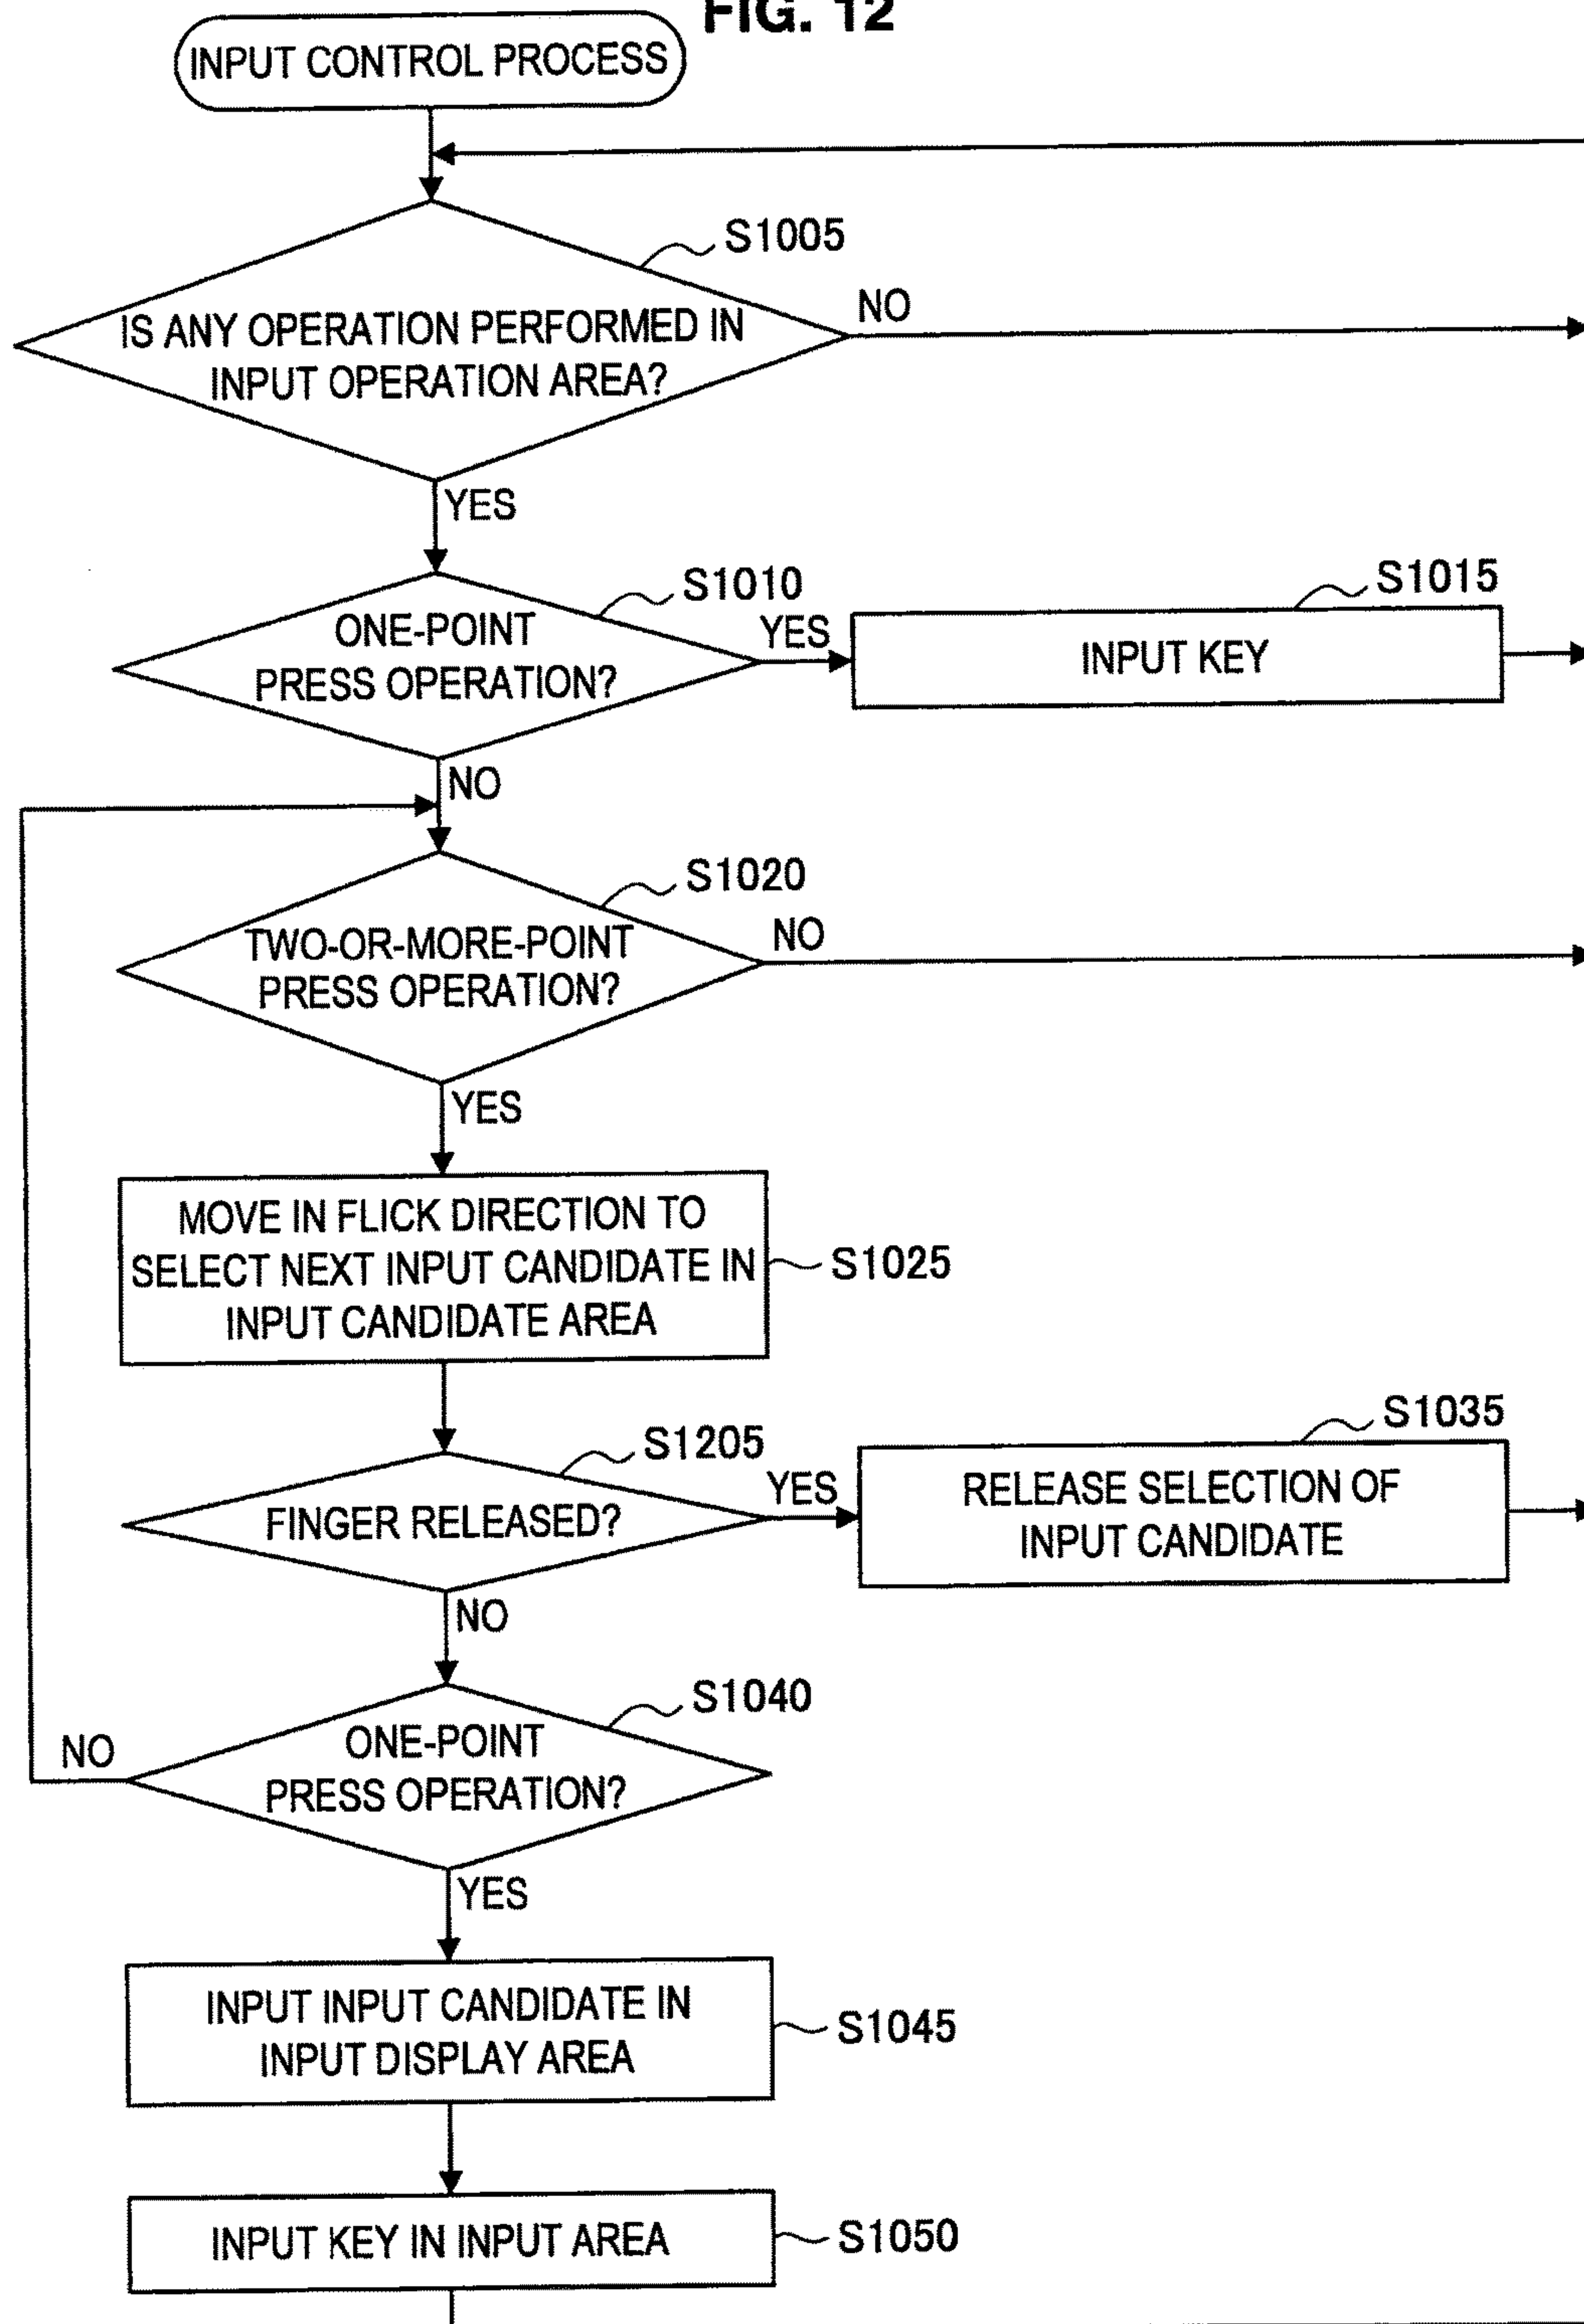 FIG. 12
INPUT CONTROL PROCESS
S1005
IS ANY OPERATION PERFORMED IN
INPUT OPERATION AREA?
NO
YES
S1010
ONE-POINT
PRESS OPERATION?
YES
S1015
INPUT KEY
NO
S1020
TWO-OR-MORE-POINT
PRESS OPERATION?
NO
YES
MOVE IN FLICK DIRECTION TO
SELECT NEXT INPUT CANDIDATE IN
INPUT CANDIDATE AREA
S1025
S1205
FINGER RELEASED?
YES
S1035
RELEASE SELECTION OF
INPUT CANDIDATE
NO
S1040
ONE-POINT
PRESS OPERATION?
NO
YES
INPUT INPUT CANDIDATE IN
INPUT DISPLAY AREA
S1045
INPUT KEY IN INPUT AREA
S1050